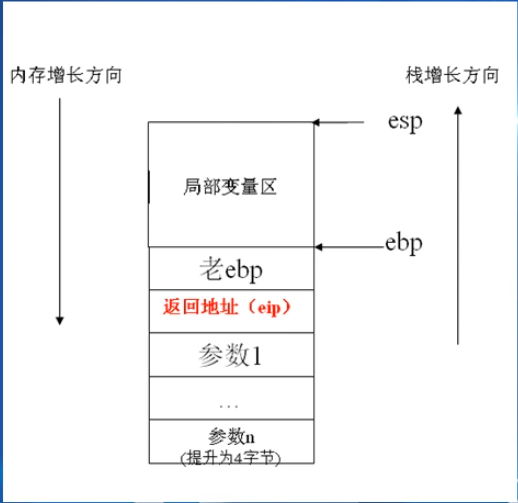 内存增长方向
栈增长方向
esp
局部变量区
ebp
老ebp
返回地址（eip）
参数1
...
参数n
(提升为4字节)